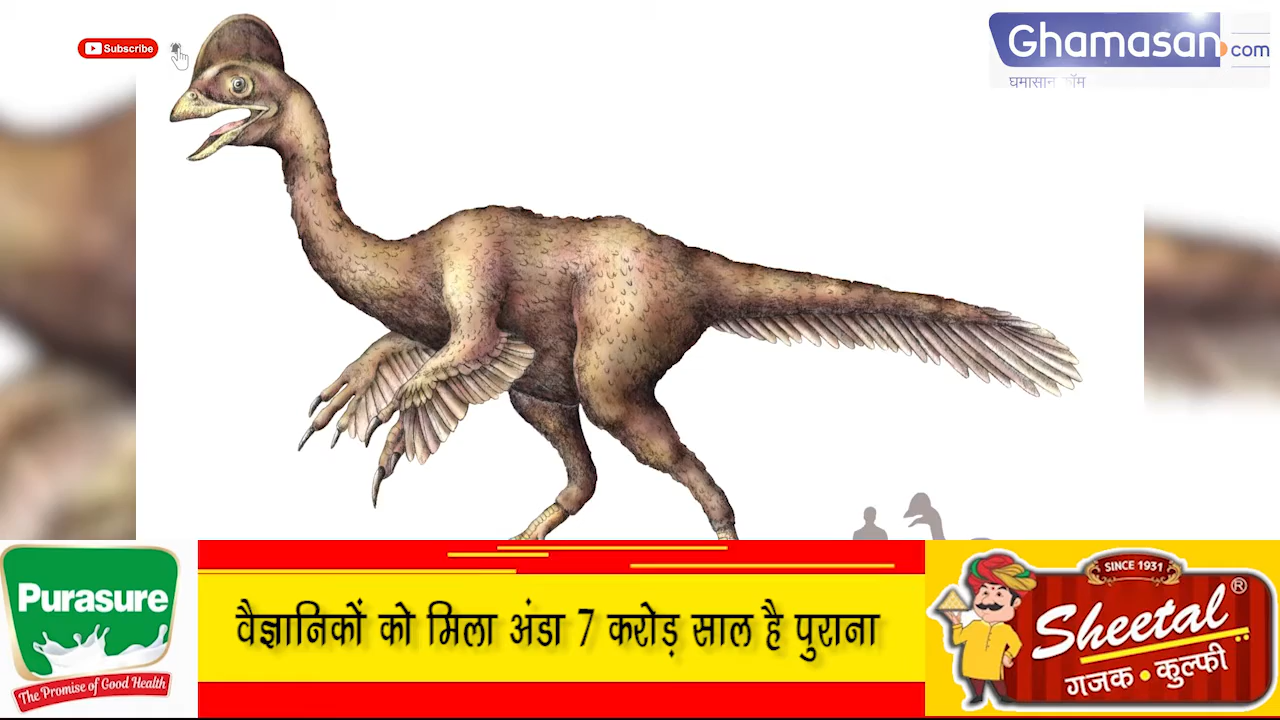 Subscribe
Ghamasan.com
घमासान कॉम
Purasure
The Promise of Good Health
वैज्ञानिकों को मिला अंडा 7 करोड़ साल है पुराना
SINCE 1931
Sheetal®
गजक • कुल्फी